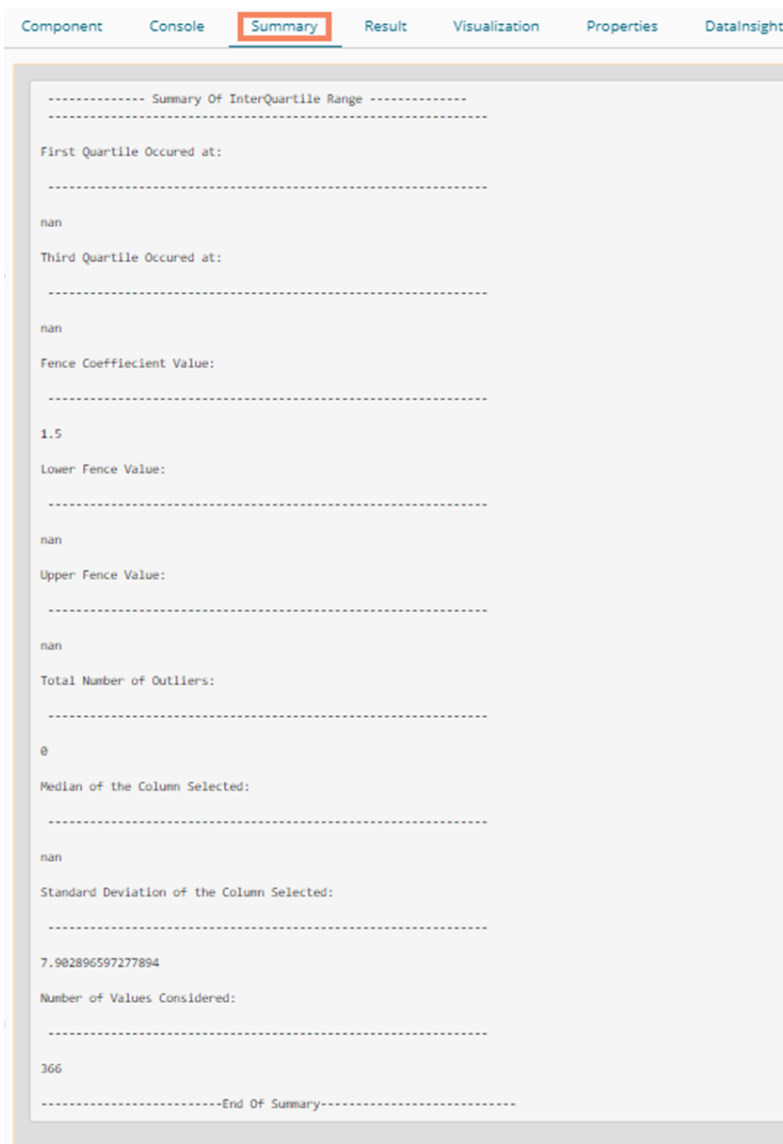 Component Console Summary Result Visualization Properties DataInsight
-------------- Summary Of InterQuartile Range --------------
----------------------------------------------------------------
First Quartile Occured at:
----------------------------------------------------------------
nan
Third Quartile Occured at:
----------------------------------------------------------------
nan
Fence Coeffiecient Value:
----------------------------------------------------------------
1.5
Lower Fence Value:
----------------------------------------------------------------
nan
Upper Fence Value:
----------------------------------------------------------------
nan
Total Number of Outliers:
----------------------------------------------------------------
0
Median of the Column Selected:
----------------------------------------------------------------
nan
Standard Deviation of the Column Selected:
----------------------------------------------------------------
7.902896597277894
Number of Values Considered:
----------------------------------------------------------------
366
--------------------------End Of Summary----------------------------